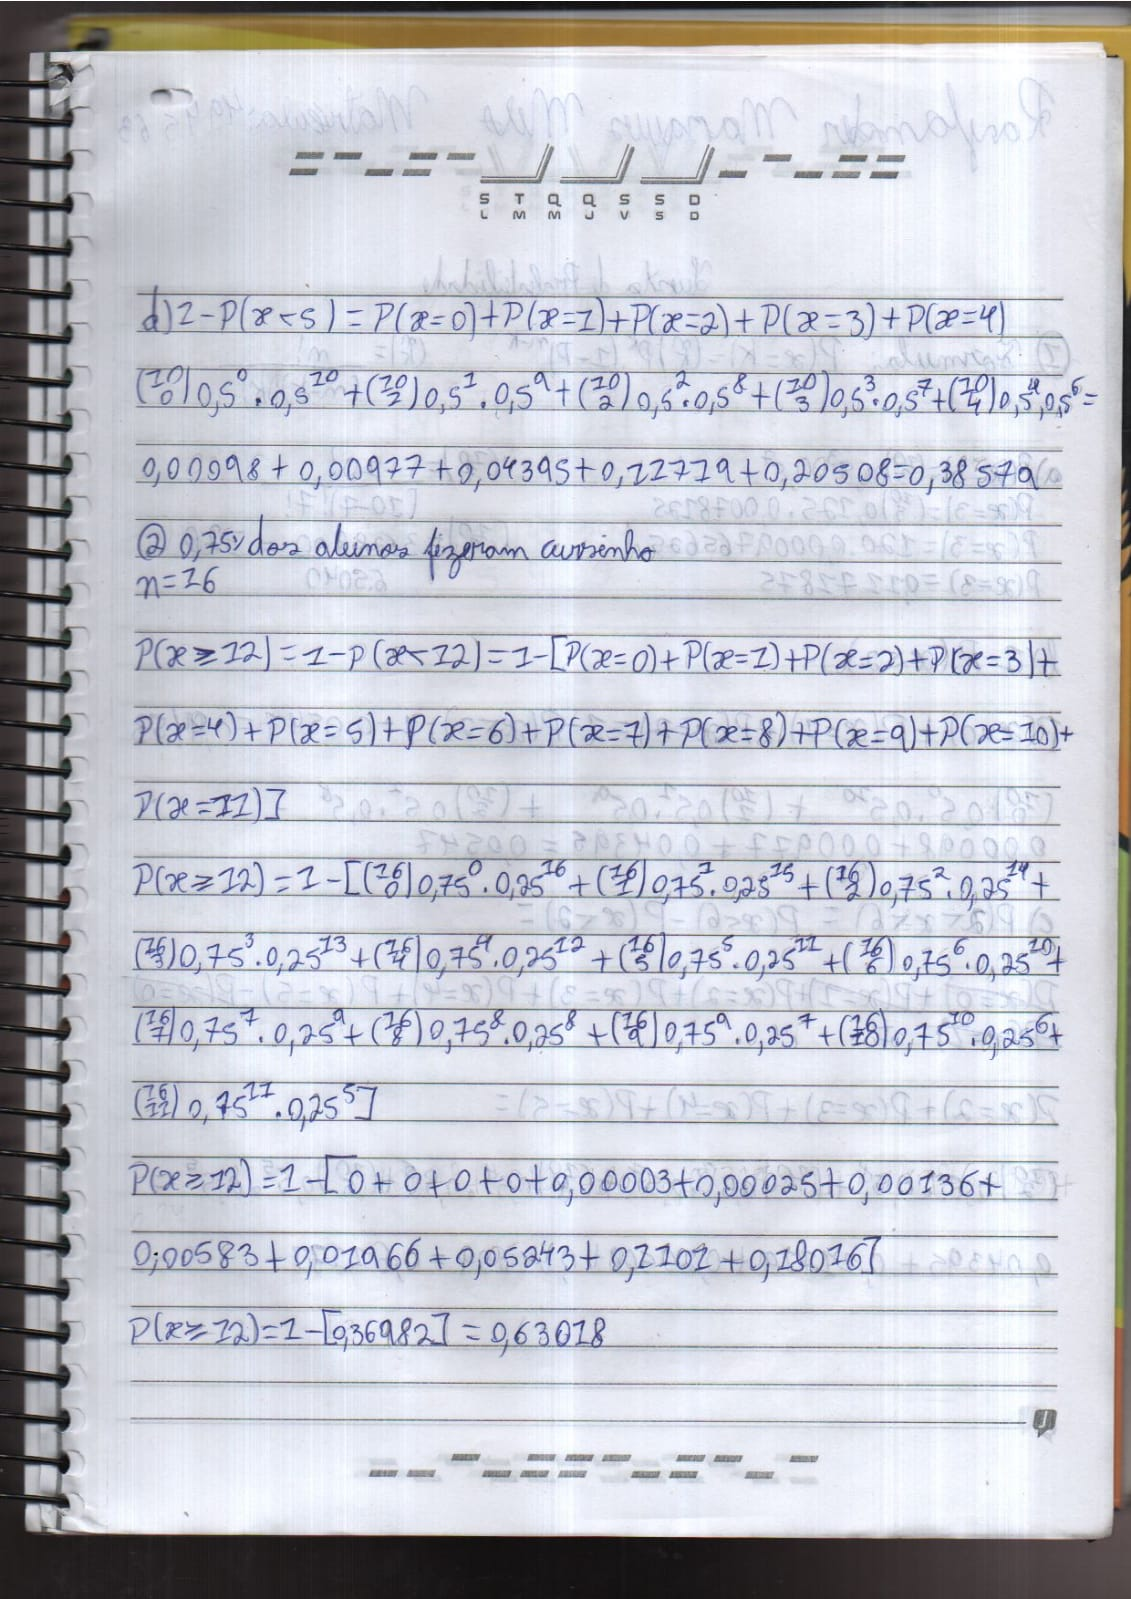 S T Q Q S S D
L M M J V S D
d) 1-P(x<5) = P(x=0)+P(x=1)+P(x=2)+P(x=3)+P(x=4)
(10 0)0,5⁰.0,5¹⁰+(10 1)0,5¹.0,5⁹+(10 2)0,5².0,5⁸+(10 3)0,5³.0,5⁷+(10 4)0,5⁴.0,5⁶=
0,00098+0,00977+0,04395+0,11719+0,20508=0,38579
② 0,75% dos alunos fizeram cursinho
n=16
P(x≥12)=1-p(x<12)=1-[P(x=0)+P(x=1)+P(x=2)+P(x=3)+
P(x=4)+P(x=5)+P(x=6)+P(x=7)+P(x=8)+P(x=9)+P(x=10)+
P(x=11)]
P(x≥12)=1-[(16 0)0,75⁰.0,25¹⁶+(16 1)0,75¹.0,25¹⁵+(16 2)0,75².0,25¹⁴+
(16 3)0,75³.0,25¹³+(16 4)0,75⁴.0,25¹²+(16 5)0,75⁵.0,25¹¹+(16 6)0,75⁶.0,25¹⁰+
(16 7)0,75⁷.0,25⁹+(16 8)0,75⁸.0,25⁸+(16 9)0,75⁹.0,25⁷+(16 10)0,75¹⁰.0,25⁶+
(16 11)0,75¹¹.0,25⁵]
P(x≥12)=1-[0+0+0+0+0,00003+0,00025+0,00136+
0,00583+0,01966+0,05243+0,1101+0,18016]
P(x≥12)=1-[0,36982]=0,63018